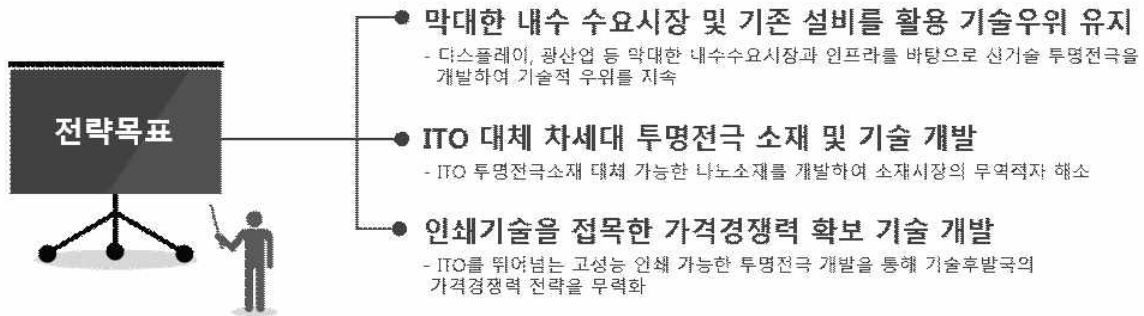 전략목표
● 막대한 내수 수요시장 및 기존 설비를 활용 기술우위 유지
- 디스플레이, 광산업 등 막대한 내수수요시장과 인프라를 바탕으로 신기술 투명전극을
개발하여 기술적 우위를 지속
● ITO 대체 차세대 투명전극 소재 및 기술 개발
- ITO 투명전극소재 대체 가능한 나노소재를 개발하여 소재시장의 무역적자 해소
● 인쇄기술을 접목한 가격경쟁력 확보 기술 개발
- ITO를 뛰어넘는 고성능 인쇄 가능한 투명전극 개발을 통해 기술후발국의
가격경쟁력 전략을 무력화